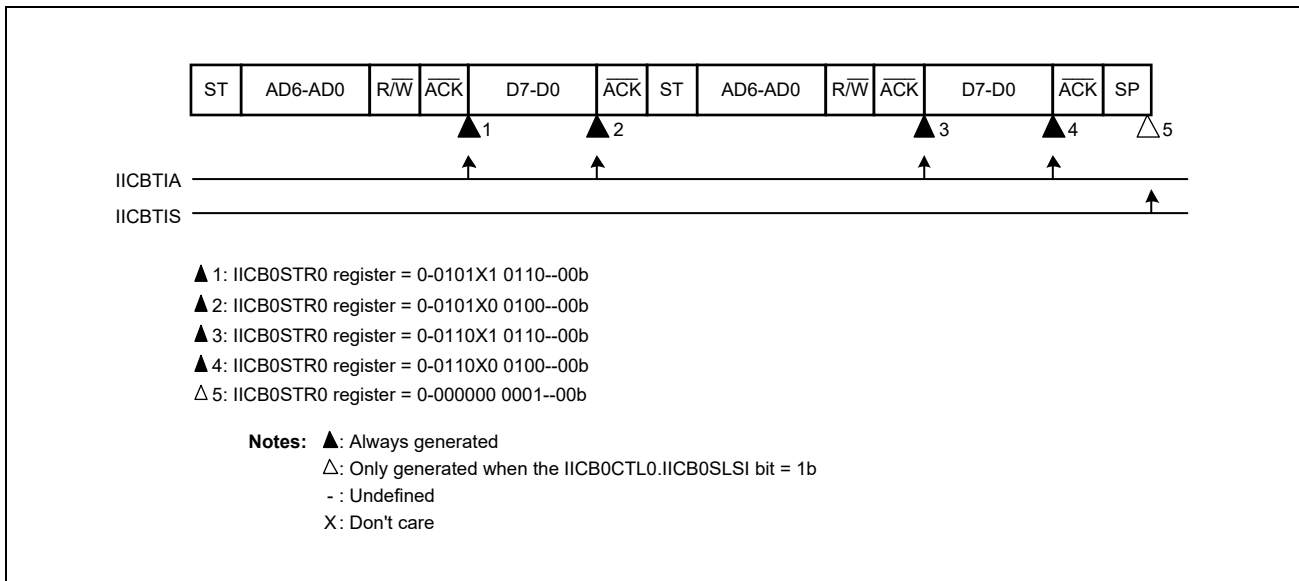 ST AD6-AD0 R/W ACK D7-D0 ACK ST AD6-AD0 R/W ACK D7-D0 ACK SP
▲1 ▲2 ▲3 ▲4 △5
IICBTIA
IICBTIS
▲1: IICB0STR0 register = 0-0101X1 0110--00b
▲2: IICB0STR0 register = 0-0101X0 0100--00b
▲3: IICB0STR0 register = 0-0110X1 0110--00b
▲4: IICB0STR0 register = 0-0110X0 0100--00b
△5: IICB0STR0 register = 0-000000 0001--00b
Notes: ▲: Always generated
△: Only generated when the IICB0CTL0.IICB0SLSI bit = 1b
- : Undefined
X: Don't care